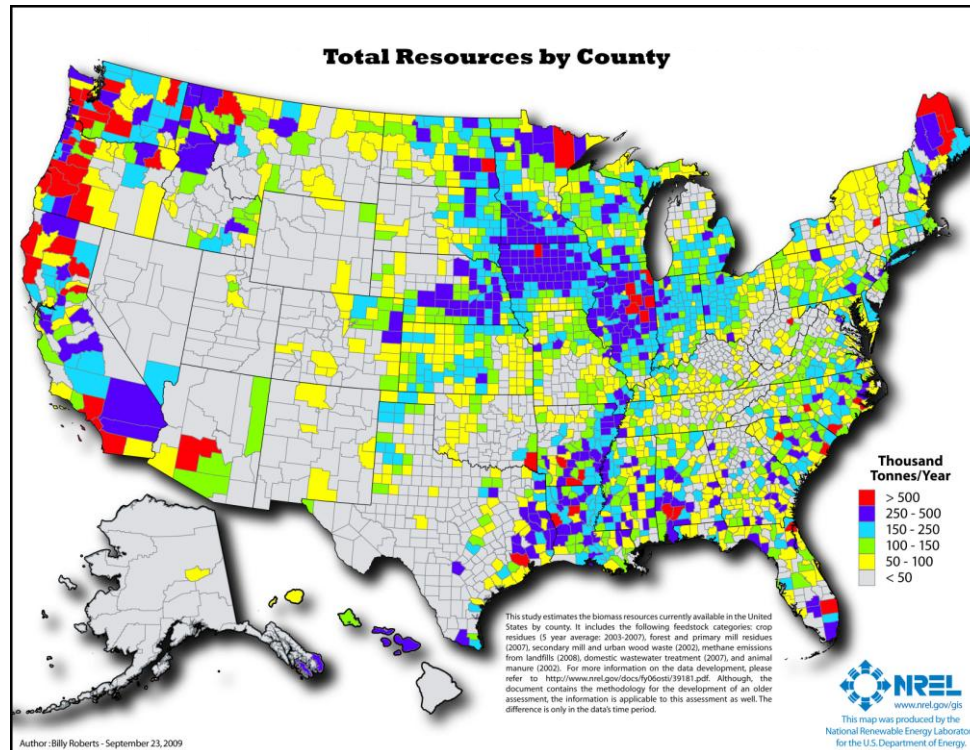 Total Resources by County
Thousand
Tonnes/Year
> 500
250 - 500
150 - 250
100 - 150
50 - 100
< 50
This study estimates the biomass resources currently available in the United
States by county. It includes the following feedstock categories: crop
residues (5 year average: 2003-2007), forest and primary mill residues
(2007), secondary mill and urban wood waste (2002), methane emissions
from landfills (2008), domestic wastewater treatment (2007), and animal
manure (2002). For more information on the data development, please
refer to http://www.nrel.gov/docs/fy06osti/39181.pdf. Although, the
document contains the methodology for the development of an older
assessment, the information is applicable to this assessment as well. The
difference is only in the data's time period.
NREL
www.nrel.gov/gis
This map was produced by the
National Renewable Energy Laborator
for the U.S. Department of Energy.
Author : Billy Roberts - September 23, 2009